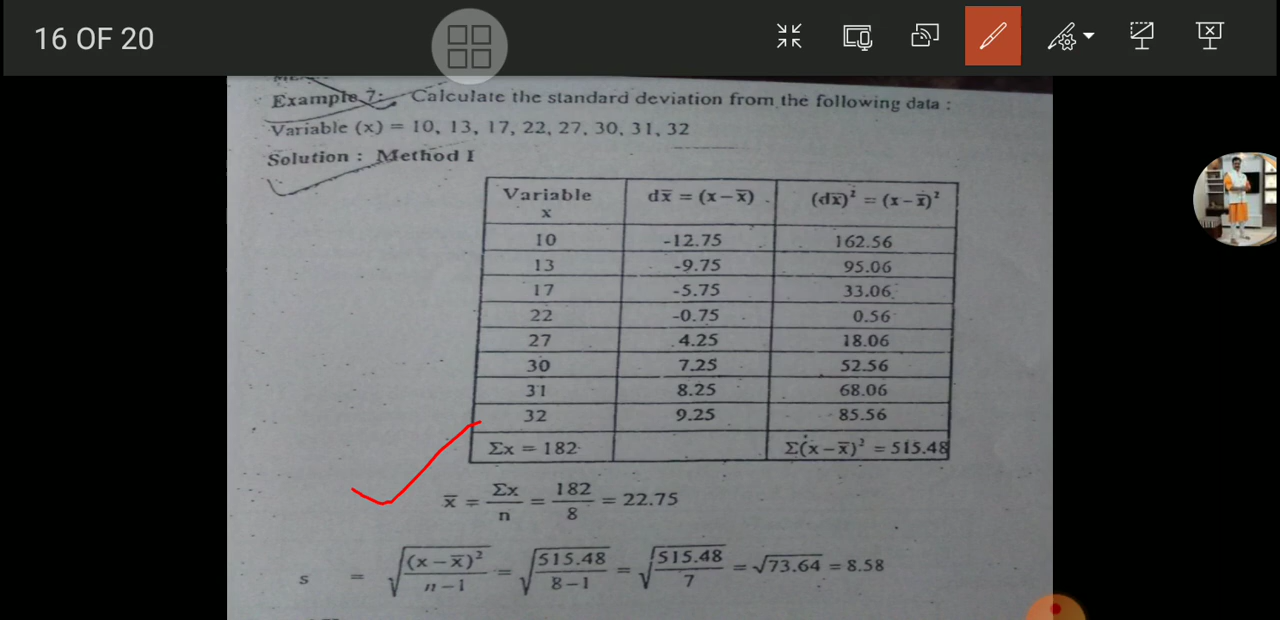 16 OF 20
Example 7: Calculate the standard deviation from the following data :
Variable (x) = 10, 13, 17, 22, 27, 30, 31, 32
Solution : Method I
Variable x | dx̅ = (x−x̅) | (dx̅)² = (x−x̅)²
10 | -12.75 | 162.56
13 | -9.75 | 95.06
17 | -5.75 | 33.06
22 | -0.75 | 0.56
27 | 4.25 | 18.06
30 | 7.25 | 52.56
31 | 8.25 | 68.06
32 | 9.25 | 85.56
Σx = 182 | | Σ(x−x̅)² = 515.48
x̅ = Σx/n = 182/8 = 22.75
s = √((x−x̅)²/(n−1)) = √(515.48/(8−1)) = √(515.48/7) = √73.64 = 8.58